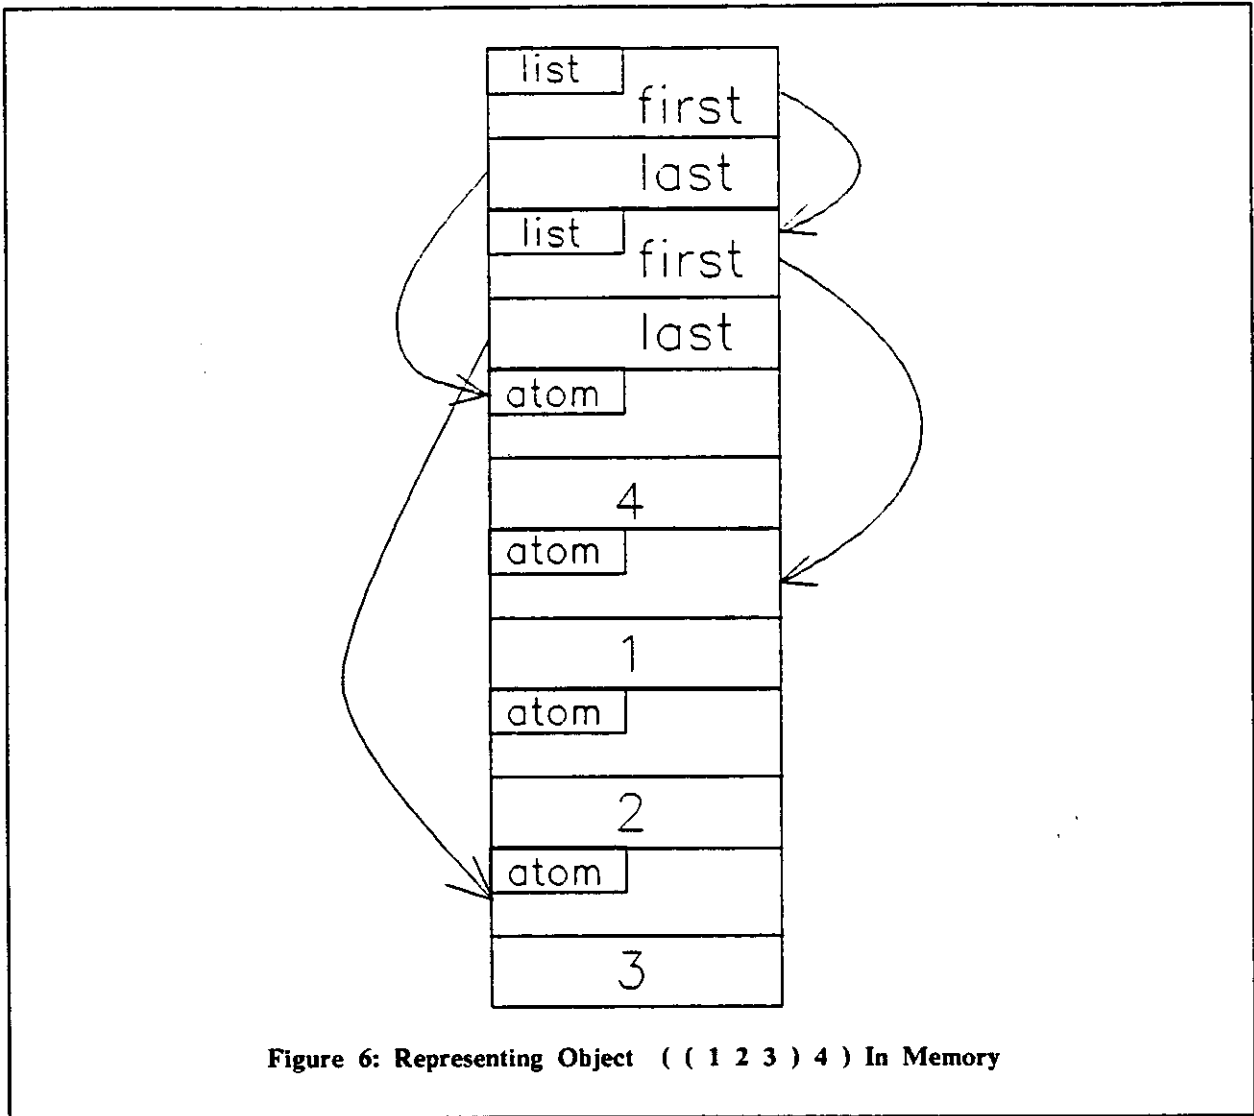 list
first
last
list
first
last
atom
4
atom
1
atom
2
atom
3
Figure 6: Representing Object ( ( 1 2 3 ) 4 ) In Memory